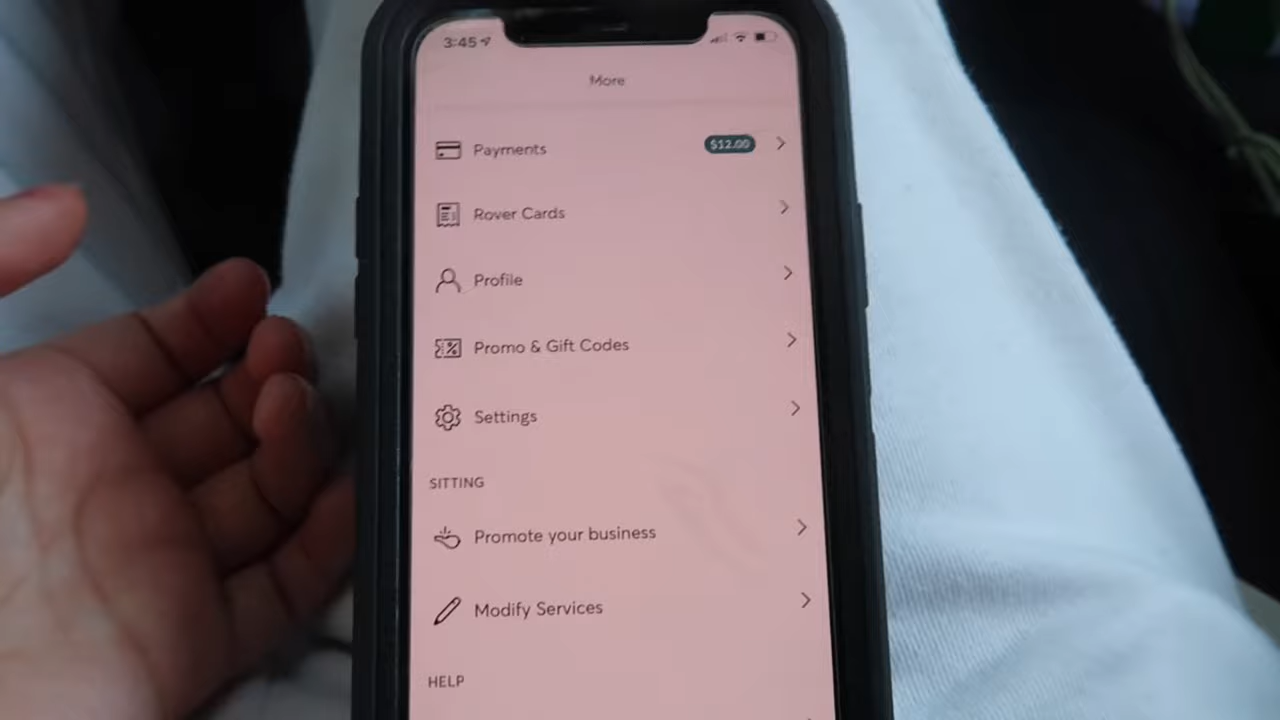 3:45
More
Payments $12.00
Rover Cards
Profile
Promo & Gift Codes
Settings
SITTING
Promote your business
Modify Services
HELP